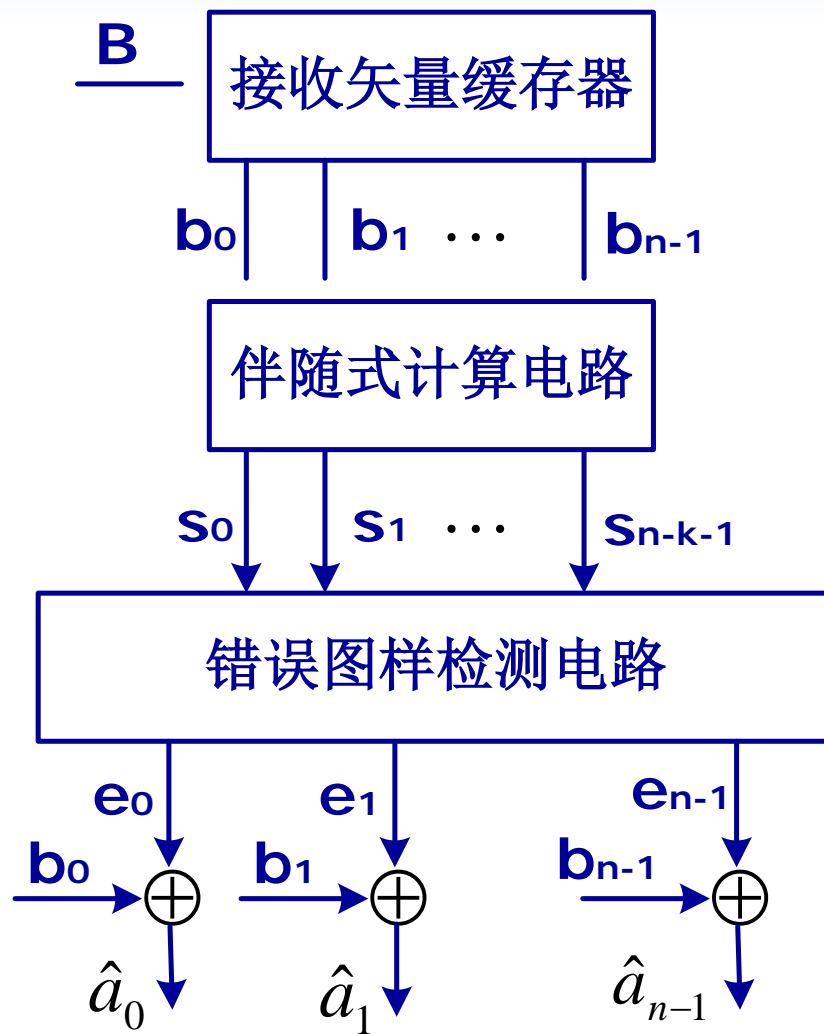 B
接收矢量缓存器
b0 b1 ··· bn-1
伴随式计算电路
s0 s1 ··· sn-k-1
错误图样检测电路
e0 e1 en-1
b0 b1 bn-1
â0 â1 ân−1